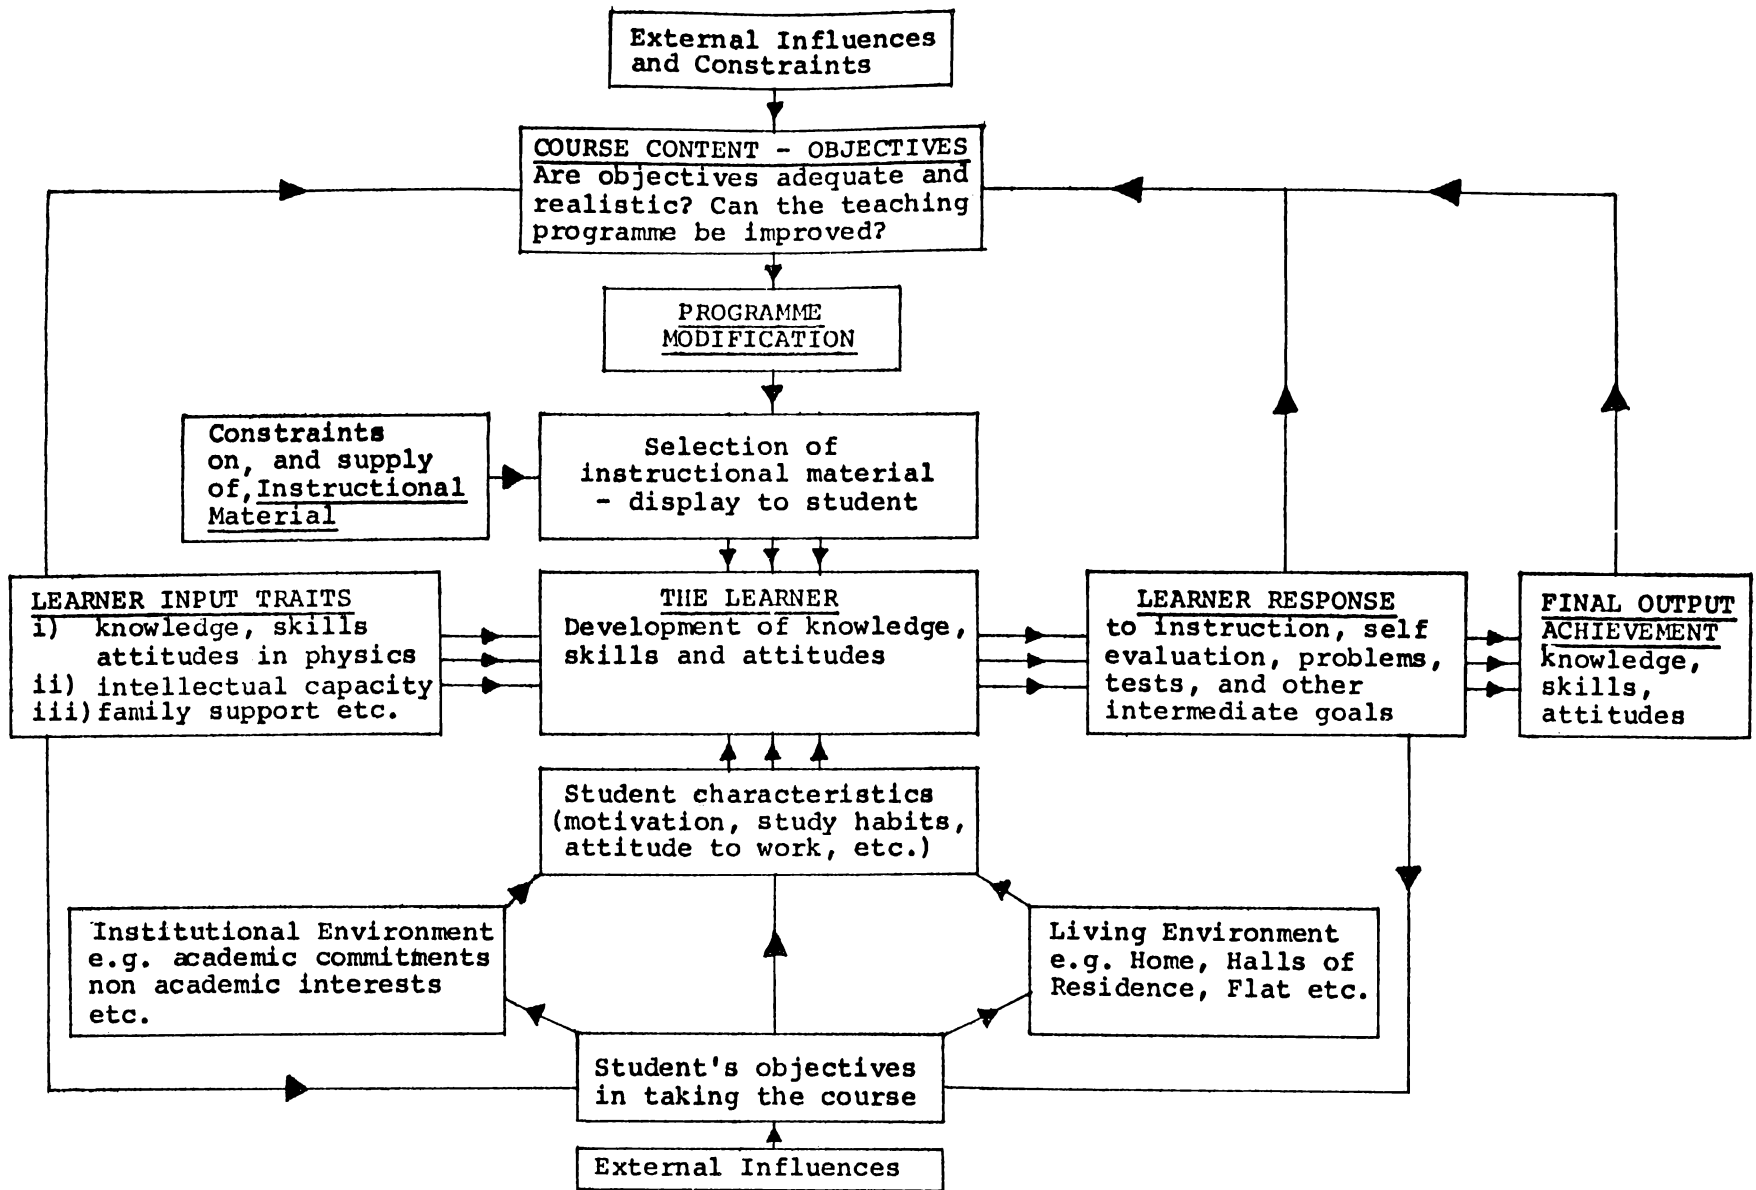 External Influences
and Constraints
COURSE CONTENT - OBJECTIVES
Are objectives adequate and
realistic? Can the teaching
programme be improved?
PROGRAMME
MODIFICATION
Constraints
on, and supply
of, Instructional
Material
Selection of
instructional material
- display to student
LEARNER INPUT TRAITS
i) knowledge, skills
attitudes in physics
ii) intellectual capacity
iii) family support etc.
THE LEARNER
Development of knowledge,
skills and attitudes
LEARNER RESPONSE
to instruction, self
evaluation, problems,
tests, and other
intermediate goals
FINAL OUTPUT
ACHIEVEMENT
knowledge,
skills,
attitudes
Student characteristics
(motivation, study habits,
attitude to work, etc.)
Institutional Environment
e.g. academic commitments
non academic interests
etc.
Living Environment
e.g. Home, Halls of
Residence, Flat etc.
Student's objectives
in taking the course
External Influences